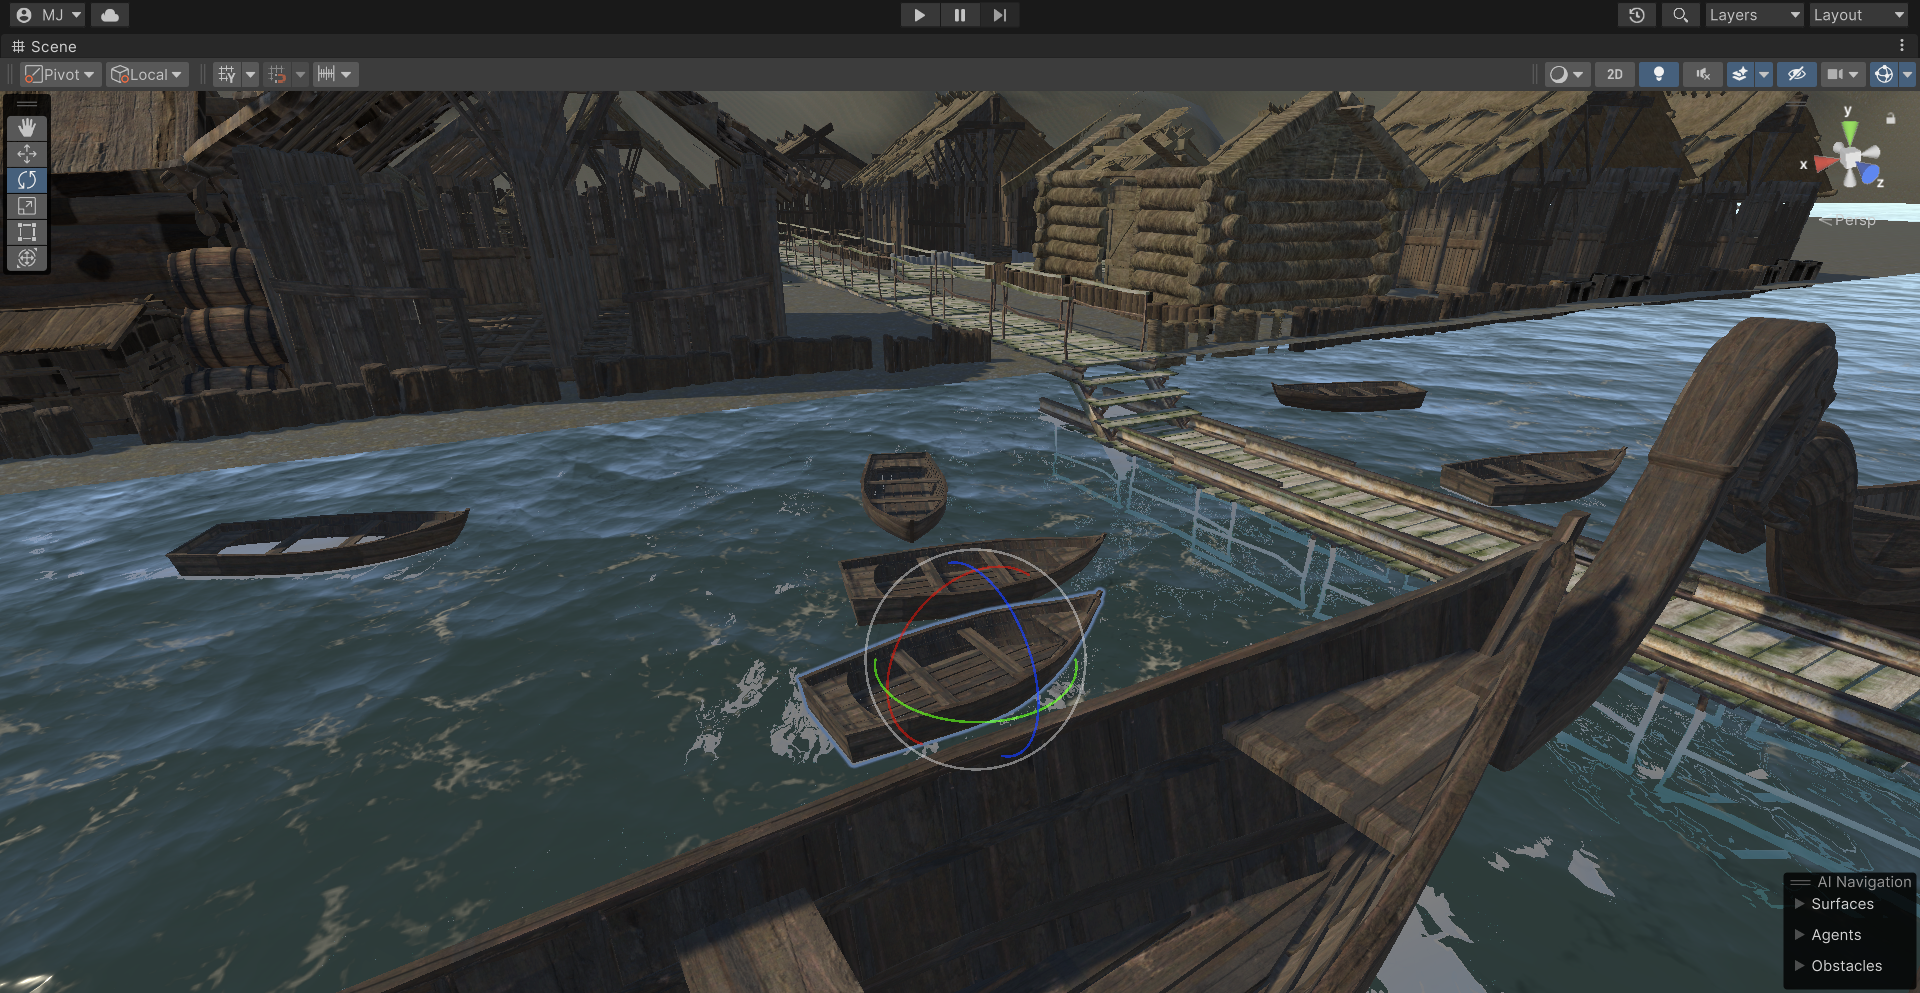 MJ
Layers
Layout
Scene
Pivot
Local
2D
y
x
z
< Persp
AI Navigation
Surfaces
Agents
Obstacles